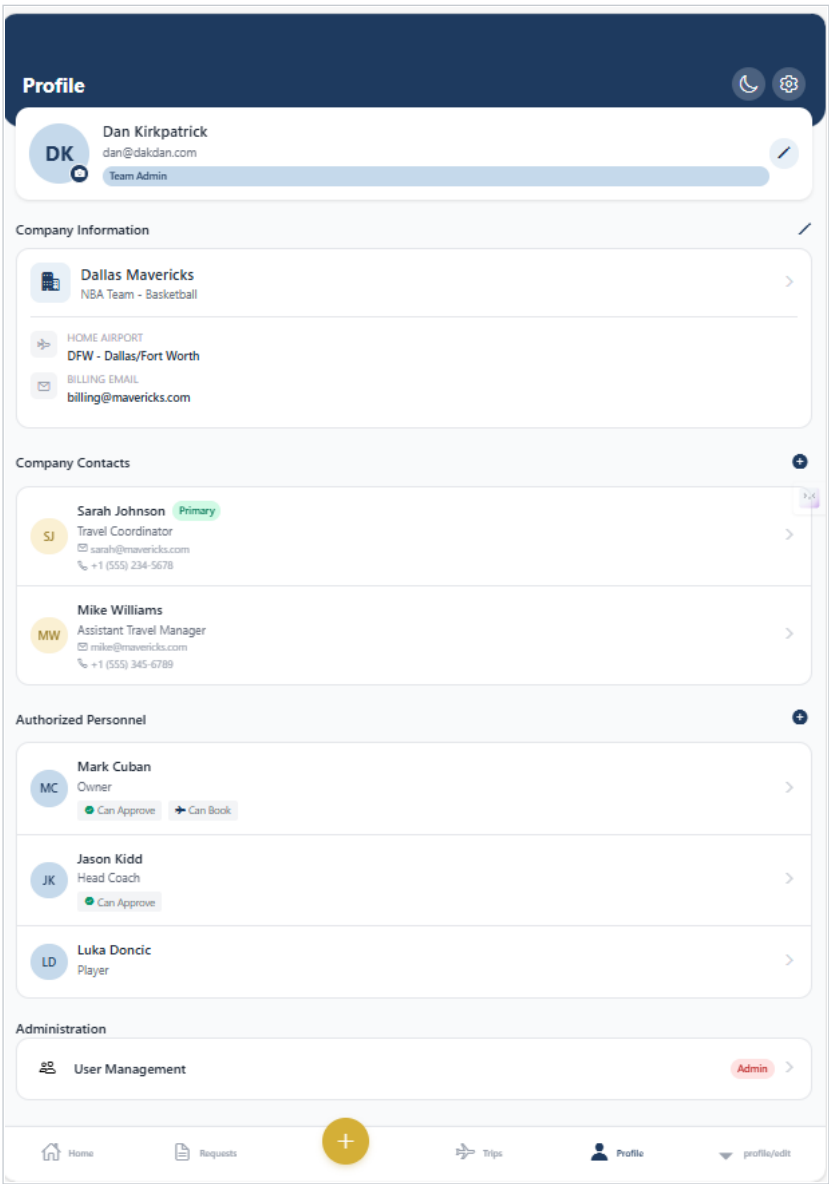 Profile
DK
Dan Kirkpatrick
dan@dakdan.com
Team Admin
Company Information
Dallas Mavericks
NBA Team - Basketball
HOME AIRPORT
DFW - Dallas/Fort Worth
BILLING EMAIL
billing@mavericks.com
Company Contacts
SJ
Sarah Johnson Primary
Travel Coordinator
sarah@mavericks.com
+1 (555) 234-5678
MW
Mike Williams
Assistant Travel Manager
mike@mavericks.com
+1 (555) 345-6789
Authorized Personnel
MC
Mark Cuban
Owner
Can Approve Can Book
JK
Jason Kidd
Head Coach
Can Approve
LD
Luka Doncic
Player
Administration
User Management Admin
Home Requests Trips Profile profile/edit